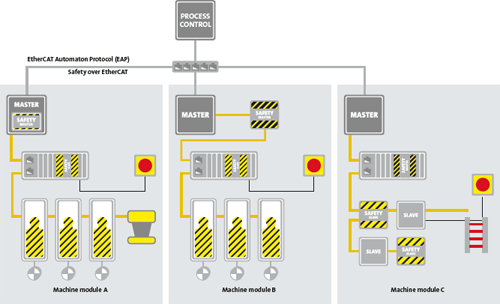 PROCESS
CONTROL
EtherCAT Automaton Protocol (EAP)
Safety over EtherCAT
MASTER
SAFETY
MASTER
MASTER
SAFETY
MASTER
SAFETY
SLAVE
SAFETY
SLAVE
Machine module A
Machine module B
Machine module C